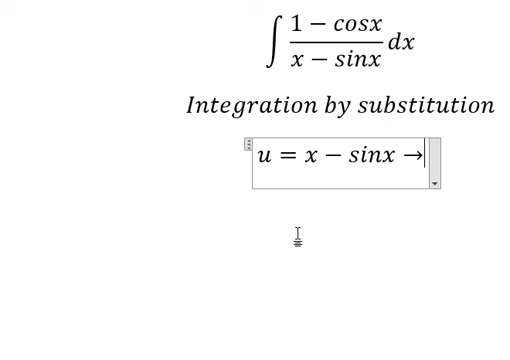 ∫ (1 − cosx)/(x − sinx) dx
Integration by substitution
u = x − sinx →